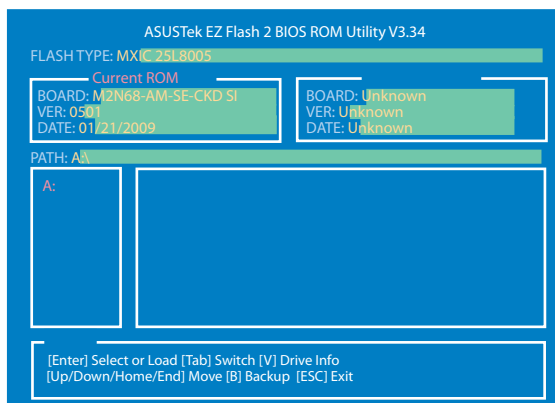 ASUSTek EZ Flash 2 BIOS ROM Utility V3.34
FLASH TYPE: MXIC 25L8005
Current ROM
BOARD: M2N68-AM-SE-CKD SI
VER: 0501
DATE: 01/21/2009
BOARD: Unknown
VER: Unknown
DATE: Unknown
PATH: A:\
A:
[Enter] Select or Load [Tab] Switch [V] Drive Info
[Up/Down/Home/End] Move [B] Backup [ESC] Exit